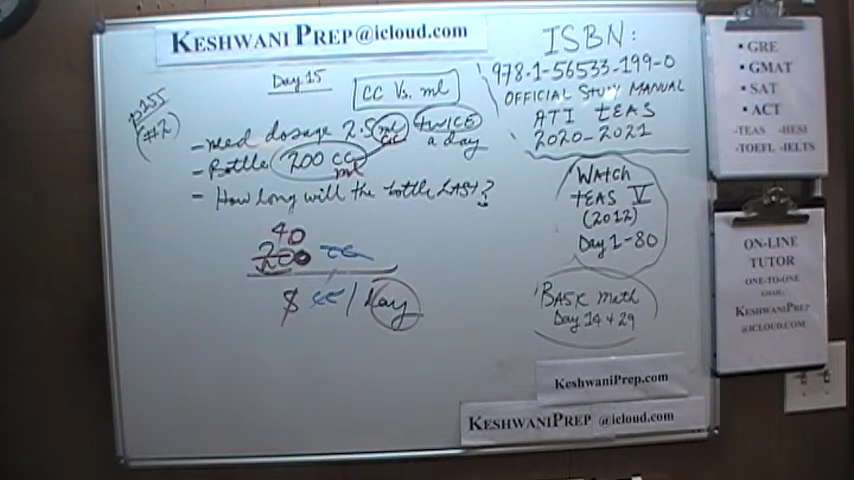 KESHWANI PREP@icloud.com
Day 15
CC Vs. ml
p255
(#2)
- med dosage 2.5 ml TWICE
cc
a day
- Bottle 200 CC
ml
- How long will the bottle LAST?
40
200 cc
5 cc / day
ISBN:
978-1-56533-199-0
OFFICIAL STUDY MANUAL
ATI TEAS
2020-2021
WATCH
TEAS V
(2012)
Day 1-80
BASIC Math
Day 14 + 29
KeshwaniPrep.com
KESHWANIPREP @icloud.com
▪ GRE
▪ GMAT
▪ SAT
▪ ACT
-TEAS -HESI
-TOEFL -IELTS
ON-LINE
TUTOR
ONE-TO-ONE
KESHWANIPREP
@ICLOUD.COM